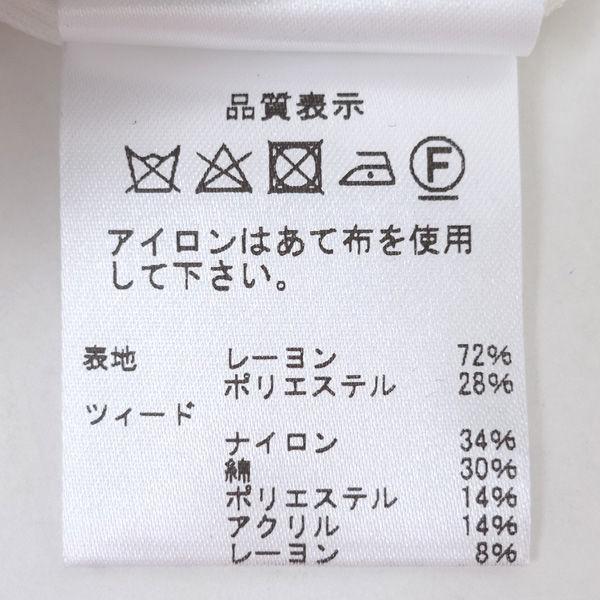 品質表示
F
アイロンはあて布を使用
して下さい。
表地 レーヨン 72%
ポリエステル 28%
ツィード
ナイロン 34%
綿 30%
ポリエステル 14%
アクリル 14%
レーヨン 8%